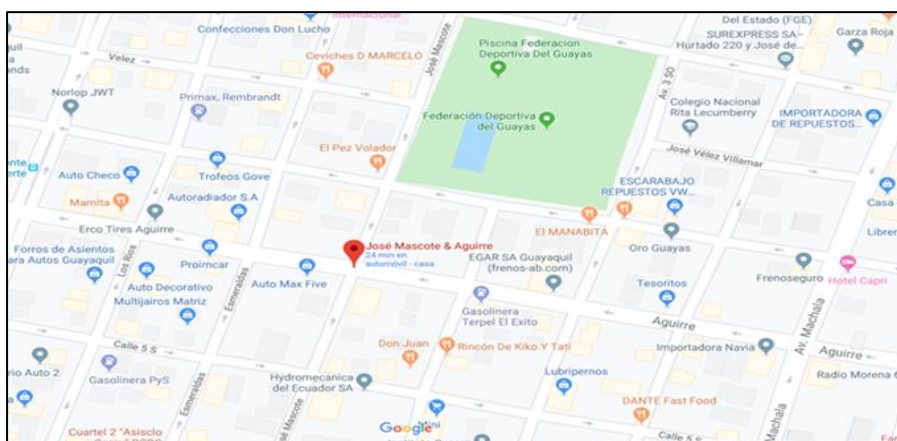 Internacional
Confecciones Don Lucho
Velez
Ceviches D MARCELO
José Mascote
Piscina Federación
Deportiva Del Guayas
Federación Deportiva
del Guayas
Av. 3 SO
Del Estado (FGE)
SUREXPRESS SA–
Hurtado 220 y José de...
Garza Roja
Norlop JWT
Primax, Rembrandt
Colegio Nacional
Rita Lecumberry
IMPORTADORA
DE REPUESTOS...
El Pez Volador
José Vélez Villamar
Auto Checo
Trofeos Gove
Mamita
Autoradiador S.A
ESCARABAJO
REPUESTOS VW...
Casa
Erco Tires Aguirre
El MANABITA
Oro Guayas
Forros de Asientos
para Autos Guayaquil
Los Rios
Proimcar
José Mascote & Aguirre
24 min en
automóvil - casa
EGAR SA Guayaquil
(frenos-ab.com)
Frenoseguro
Hotel Capri
Auto Decorativo
Multijairos Matriz
Esmeraldas
Auto Max Five
Tesoritos
Gasolinera
Terpel El Exito
Aguirre
Av. Machala
Calle 5 S
Don Juan
Rincón De Kiko Y Tati
Importadora Navia
Aguirre
rio Auto 2
Gasolinera PyS
Hydromecanica
del Ecuador SA
Lubripernos
Radio Morena 6
Esmeraldas
José Mascote
DANTE Fast Food
Machala
Cuartel 2 "Asisclo
Google
Calle 5 S